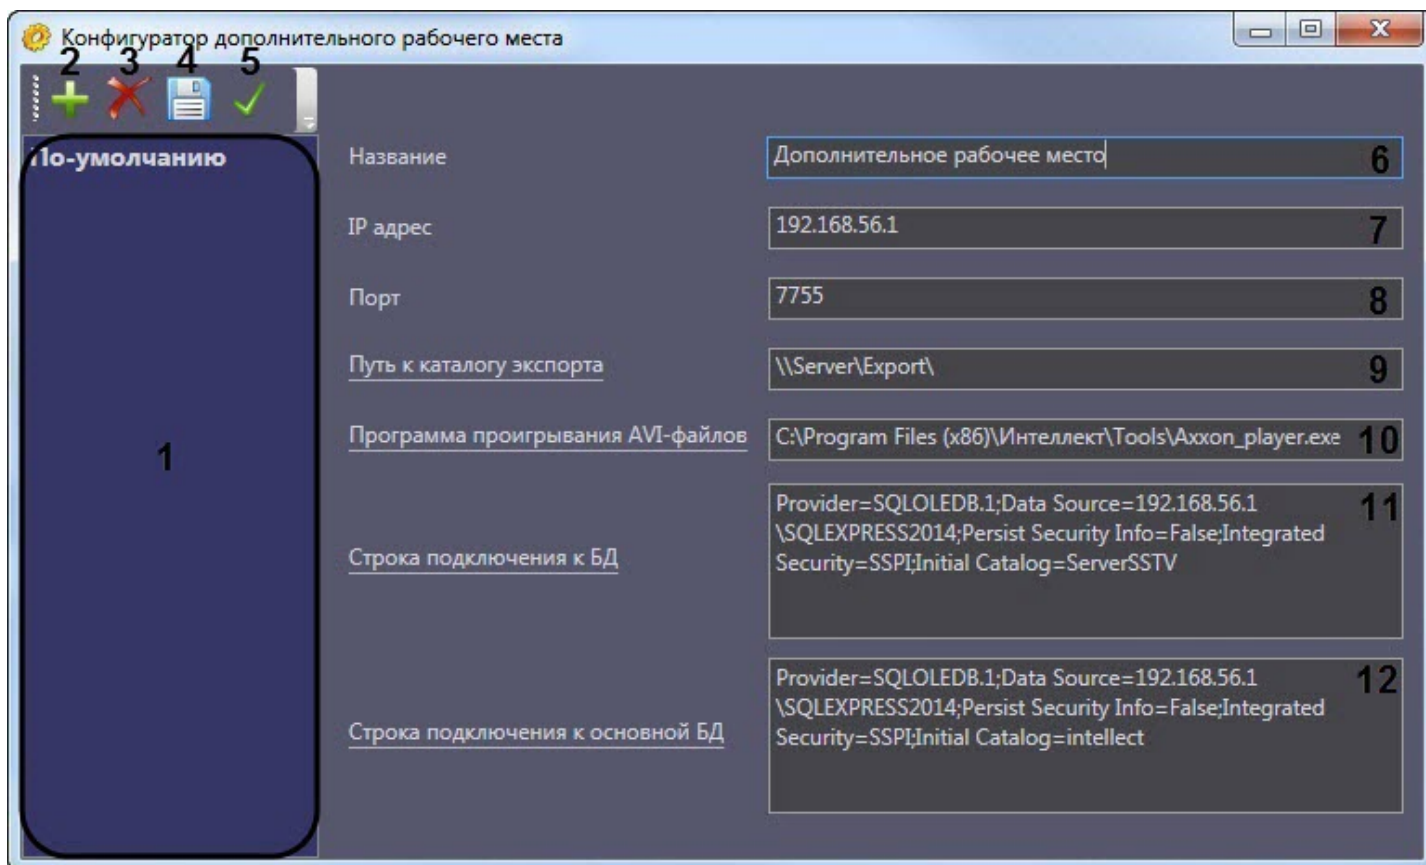 Конфигуратор дополнительного рабочего места
2 3 4 5
По-умолчанию
1
Название
Дополнительное рабочее место 6
IP адрес
192.168.56.1 7
Порт
7755 8
Путь к каталогу экспорта
\\Server\Export\ 9
Программа проигрывания AVI-файлов
C:\Program Files (x86)\Интеллект\Tools\Axxon_player.exe 10
Строка подключения к БД
Provider=SQLOLEDB.1;Data Source=192.168.56.1 11
\SQLEXPRESS2014;Persist Security Info=False;Integrated
Security=SSPI;Initial Catalog=ServerSSTV
Строка подключения к основной БД
Provider=SQLOLEDB.1;Data Source=192.168.56.1 12
\SQLEXPRESS2014;Persist Security Info=False;Integrated
Security=SSPI;Initial Catalog=intellect